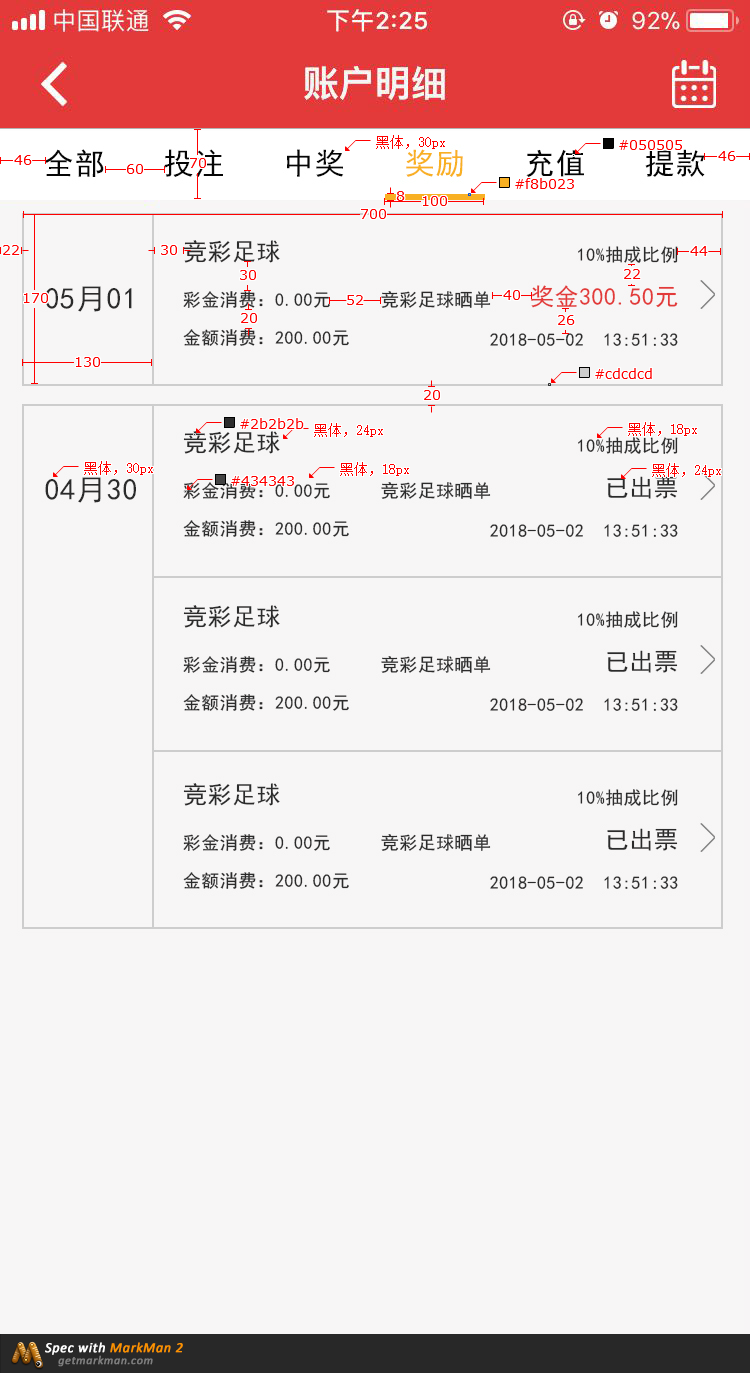 中国联通 下午2:25 92%
账户明细
黑体，30px #050505
46 全部 60 投注 70 中奖 奖励 充值 提款 46
#f8b023
8 100
700
22 30 竞彩足球 10%抽成比例 44
30 22
170 05月01 彩金消费：0.00元 52 竞彩足球晒单 40 奖金300.50元
20 26
金额消费：200.00元 2018-05-02 13:51:33
130
#cdcdcd
20
#2b2b2b 黑体，24px 黑体，18px
竞彩足球 10%抽成比例
黑体，30px 黑体，18px 黑体，24px
#434343
04月30 彩金消费：0.00元 竞彩足球晒单 已出票
金额消费：200.00元 2018-05-02 13:51:33
竞彩足球 10%抽成比例
彩金消费：0.00元 竞彩足球晒单 已出票
金额消费：200.00元 2018-05-02 13:51:33
竞彩足球 10%抽成比例
彩金消费：0.00元 竞彩足球晒单 已出票
金额消费：200.00元 2018-05-02 13:51:33
Spec with MarkMan 2
getmarkman.com